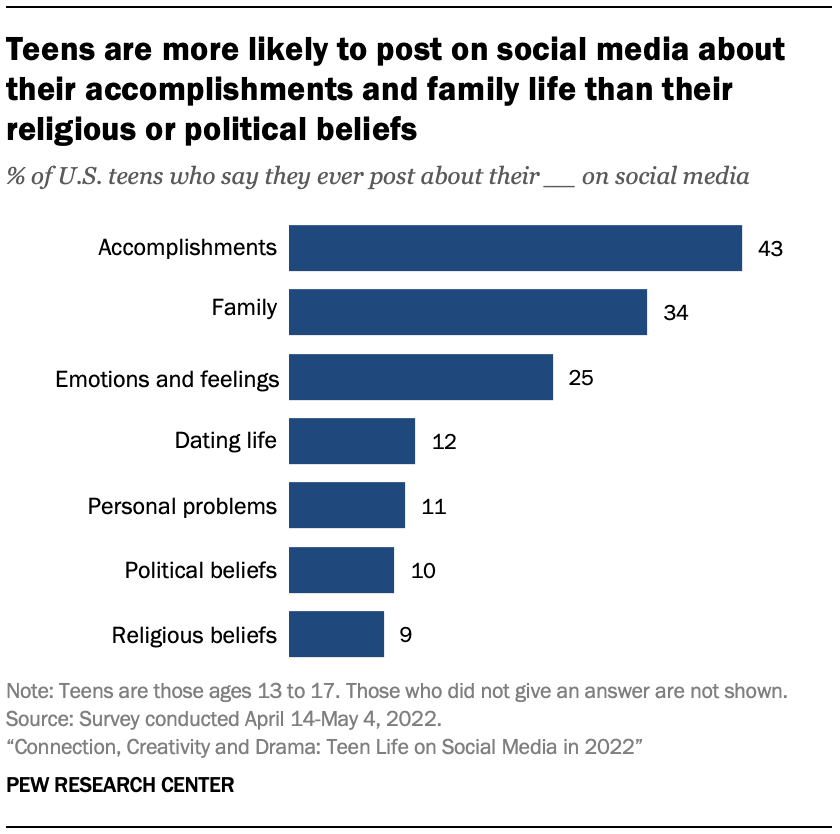 Teens are more likely to post on social media about
their accomplishments and family life than their
religious or political beliefs
% of U.S. teens who say they ever post about their __ on social media
Accomplishments 43
Family 34
Emotions and feelings 25
Dating life 12
Personal problems 11
Political beliefs 10
Religious beliefs 9
Note: Teens are those ages 13 to 17. Those who did not give an answer are not shown.
Source: Survey conducted April 14-May 4, 2022.
“Connection, Creativity and Drama: Teen Life on Social Media in 2022”
PEW RESEARCH CENTER